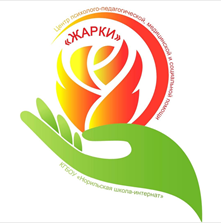 Центр психолого-педагогической, медицинской и социальной помощи
«ЖАРКИ»
КГБОУ «Норильская школа-интернат»